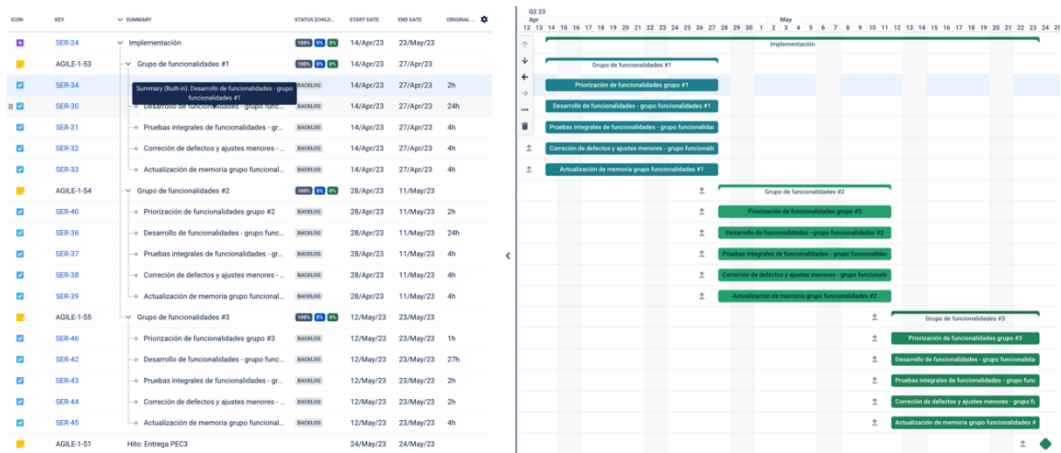 ICON KEY SUMMARY STATUS [CHILD... START DATE END DATE ORIGINAL ...
SER-24 Implementación 100% 0% 0% 14/Apr/23 23/May/23
AGILE-1-53 Grupo de funcionalidades #1 100% 0% 0% 14/Apr/23 27/Apr/23
SER-34 BACKLOG 14/Apr/23 27/Apr/23 2h
Summary (Built-in): Desarrollo de funcionalidades - grupo
funcionalidades #1
SER-30 Desarrollo de funcionalidades - grupo func... BACKLOG 14/Apr/23 27/Apr/23 24h
SER-31 Pruebas integrales de funcionalidades - gr... BACKLOG 14/Apr/23 27/Apr/23 4h
SER-32 Correción de defectos y ajustes menores - ... BACKLOG 14/Apr/23 27/Apr/23 4h
SER-33 Actualización de memoria grupo funcional... BACKLOG 14/Apr/23 27/Apr/23 4h
AGILE-1-54 Grupo de funcionalidades #2 100% 0% 0% 28/Apr/23 11/May/23
SER-40 Priorización de funcionalidades grupo #2 BACKLOG 28/Apr/23 11/May/23 2h
SER-36 Desarrollo de funcionalidades - grupo func... BACKLOG 28/Apr/23 11/May/23 24h
SER-37 Pruebas integrales de funcionalidades - gr... BACKLOG 28/Apr/23 11/May/23 4h
SER-38 Correción de defectos y ajustes menores - ... BACKLOG 28/Apr/23 11/May/23 4h
SER-39 Actualización de memoria grupo funcional... BACKLOG 28/Apr/23 11/May/23 4h
AGILE-1-55 Grupo de funcionalidades #3 100% 0% 0% 12/May/23 23/May/23
SER-46 Priorización de funcionalidades grupo #3 BACKLOG 12/May/23 23/May/23 1h
SER-42 Desarrollo de funcionalidades - grupo func... BACKLOG 12/May/23 23/May/23 27h
SER-43 Pruebas integrales de funcionalidades - gr... BACKLOG 12/May/23 23/May/23 2h
SER-44 Correción de defectos y ajustes menores - ... BACKLOG 12/May/23 23/May/23 2h
SER-45 Actualización de memoria grupo funcional... BACKLOG 12/May/23 23/May/23 4h
AGILE-1-51 Hito: Entrega PEC3 24/May/23 24/May/23
Q2 23
Apr May
12 13 14 15 16 17 18 19 20 21 22 23 24 25 26 27 28 29 30 1 2 3 4 5 6 7 8 9 10 11 12 13 14 15 16 17 18 19 20 21 22 23 24 25
Implementación
Grupo de funcionalidades #1
Priorización de funcionalidades grupo #1
Desarrollo de funcionalidades - grupo funcionalidades #1
Pruebas integrales de funcionalidades - grupo funcionalidad
Correción de defectos y ajustes menores - grupo funcionalid
Actualización de memoria grupo funcionalidades #1
Grupo de funcionalidades #2
Priorización de funcionalidades grupo #2
Desarrollo de funcionalidades - grupo funcionalidades #2
Pruebas integrales de funcionalidades - grupo funcionalidad
Correción de defectos y ajustes menores - grupo funcionalid
Actualización de memoria grupo funcionalidades #2
Grupo de funcionalidades #3
Priorización de funcionalidades grupo #3
Desarrollo de funcionalidades - grupo funcionalida
Pruebas integrales de funcionalidades - grupo func
Correción de defectos y ajustes menores - grupo fu
Actualización de memoria grupo funcionalidades #